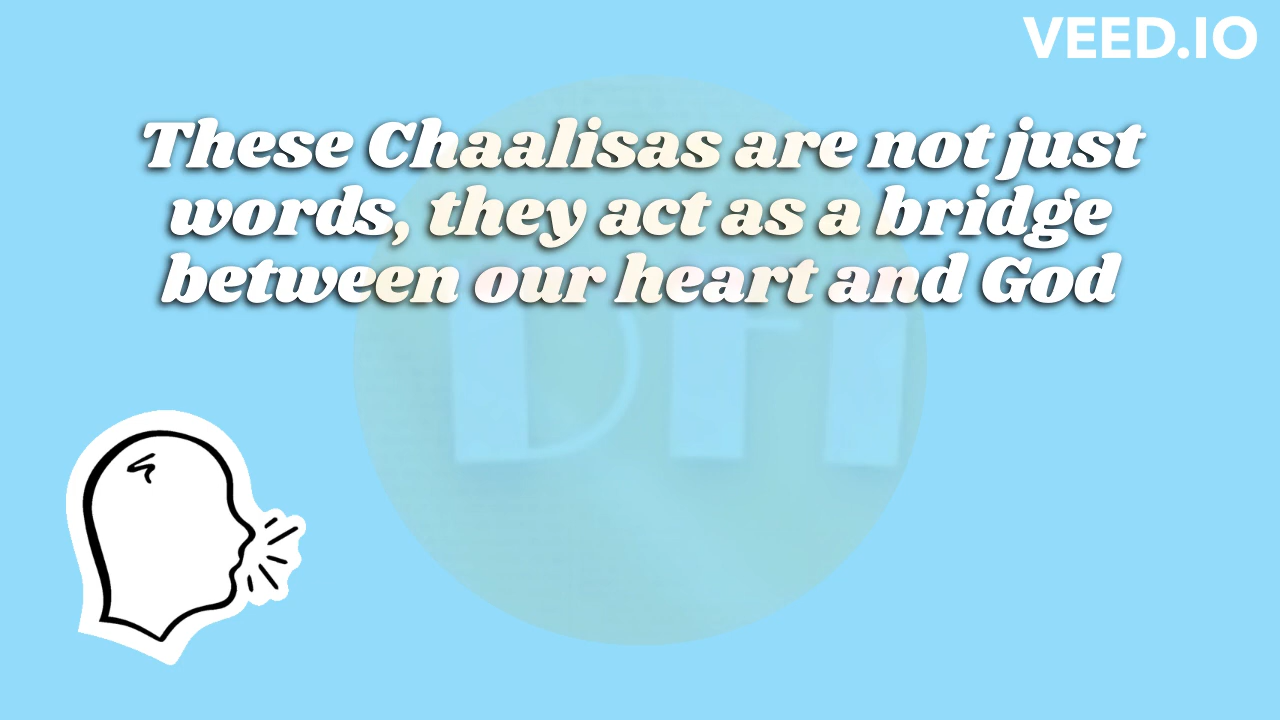 VEED.IO
These Chaalisas are not just
words, they act as a bridge
between our heart and God